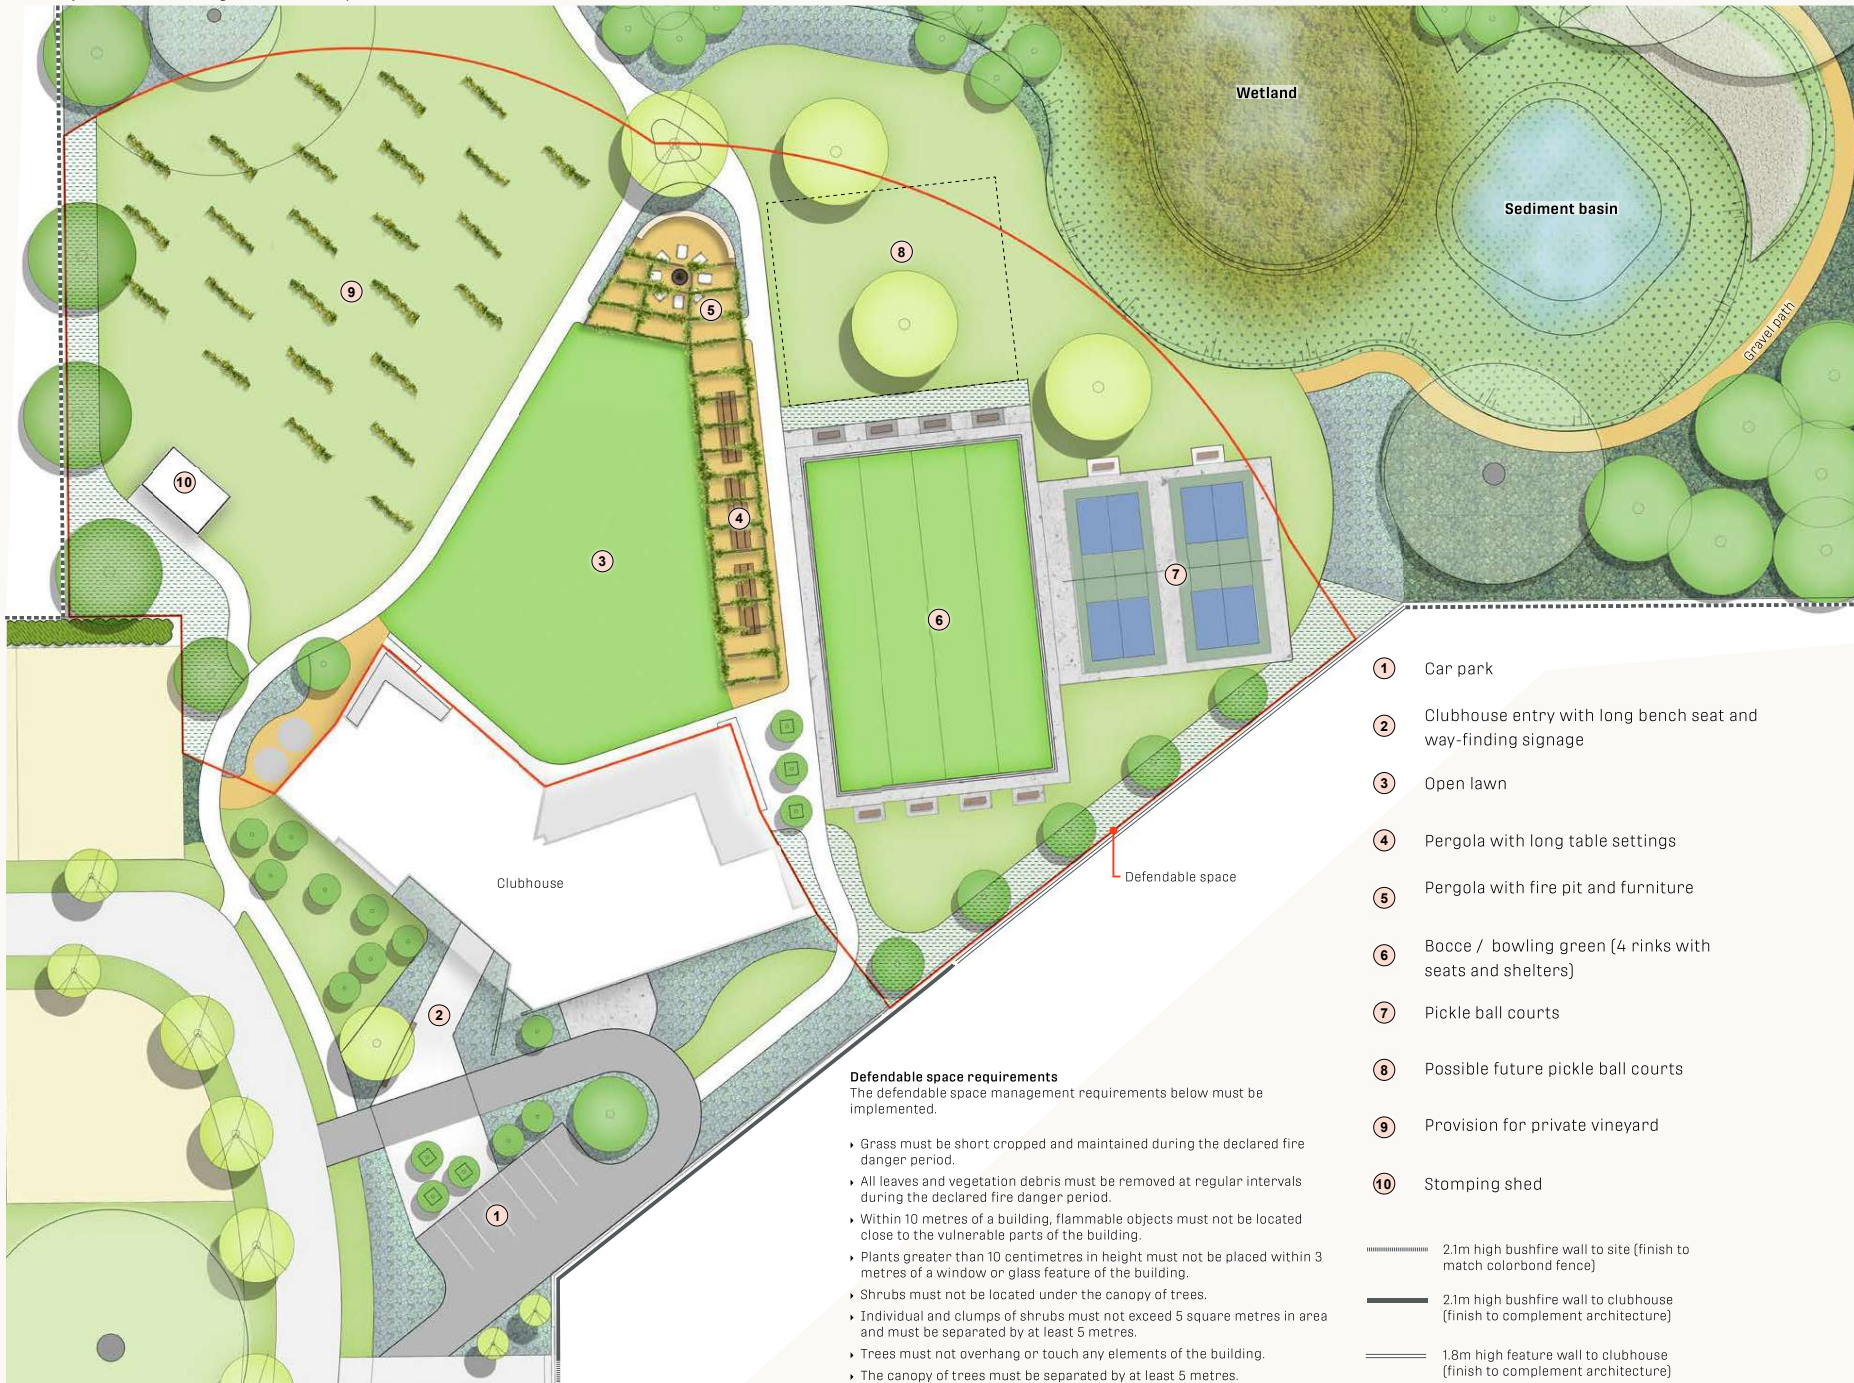 Wetland
Sediment basin
Gravel path
8
9
5
10
4
3
7
6
Clubhouse
Defendable space
2
1
1 Car park
2 Clubhouse entry with long bench seat and
way-finding signage
3 Open lawn
4 Pergola with long table settings
5 Pergola with fire pit and furniture
6 Bocce / bowling green (4 rinks with
seats and shelters)
7 Pickle ball courts
8 Possible future pickle ball courts
9 Provision for private vineyard
10 Stomping shed
2.1m high bushfire wall to site (finish to
match colorbond fence)
2.1m high bushfire wall to clubhouse
(finish to complement architecture)
1.8m high feature wall to clubhouse
(finish to complement architecture)
Defendable space requirements
The defendable space management requirements below must be
implemented.
Grass must be short cropped and maintained during the declared fire
danger period.
All leaves and vegetation debris must be removed at regular intervals
during the declared fire danger period.
Within 10 metres of a building, flammable objects must not be located
close to the vulnerable parts of the building.
Plants greater than 10 centimetres in height must not be placed within 3
metres of a window or glass feature of the building.
Shrubs must not be located under the canopy of trees.
Individual and clumps of shrubs must not exceed 5 square metres in area
and must be separated by at least 5 metres.
Trees must not overhang or touch any elements of the building.
The canopy of trees must be separated by at least 5 metres.